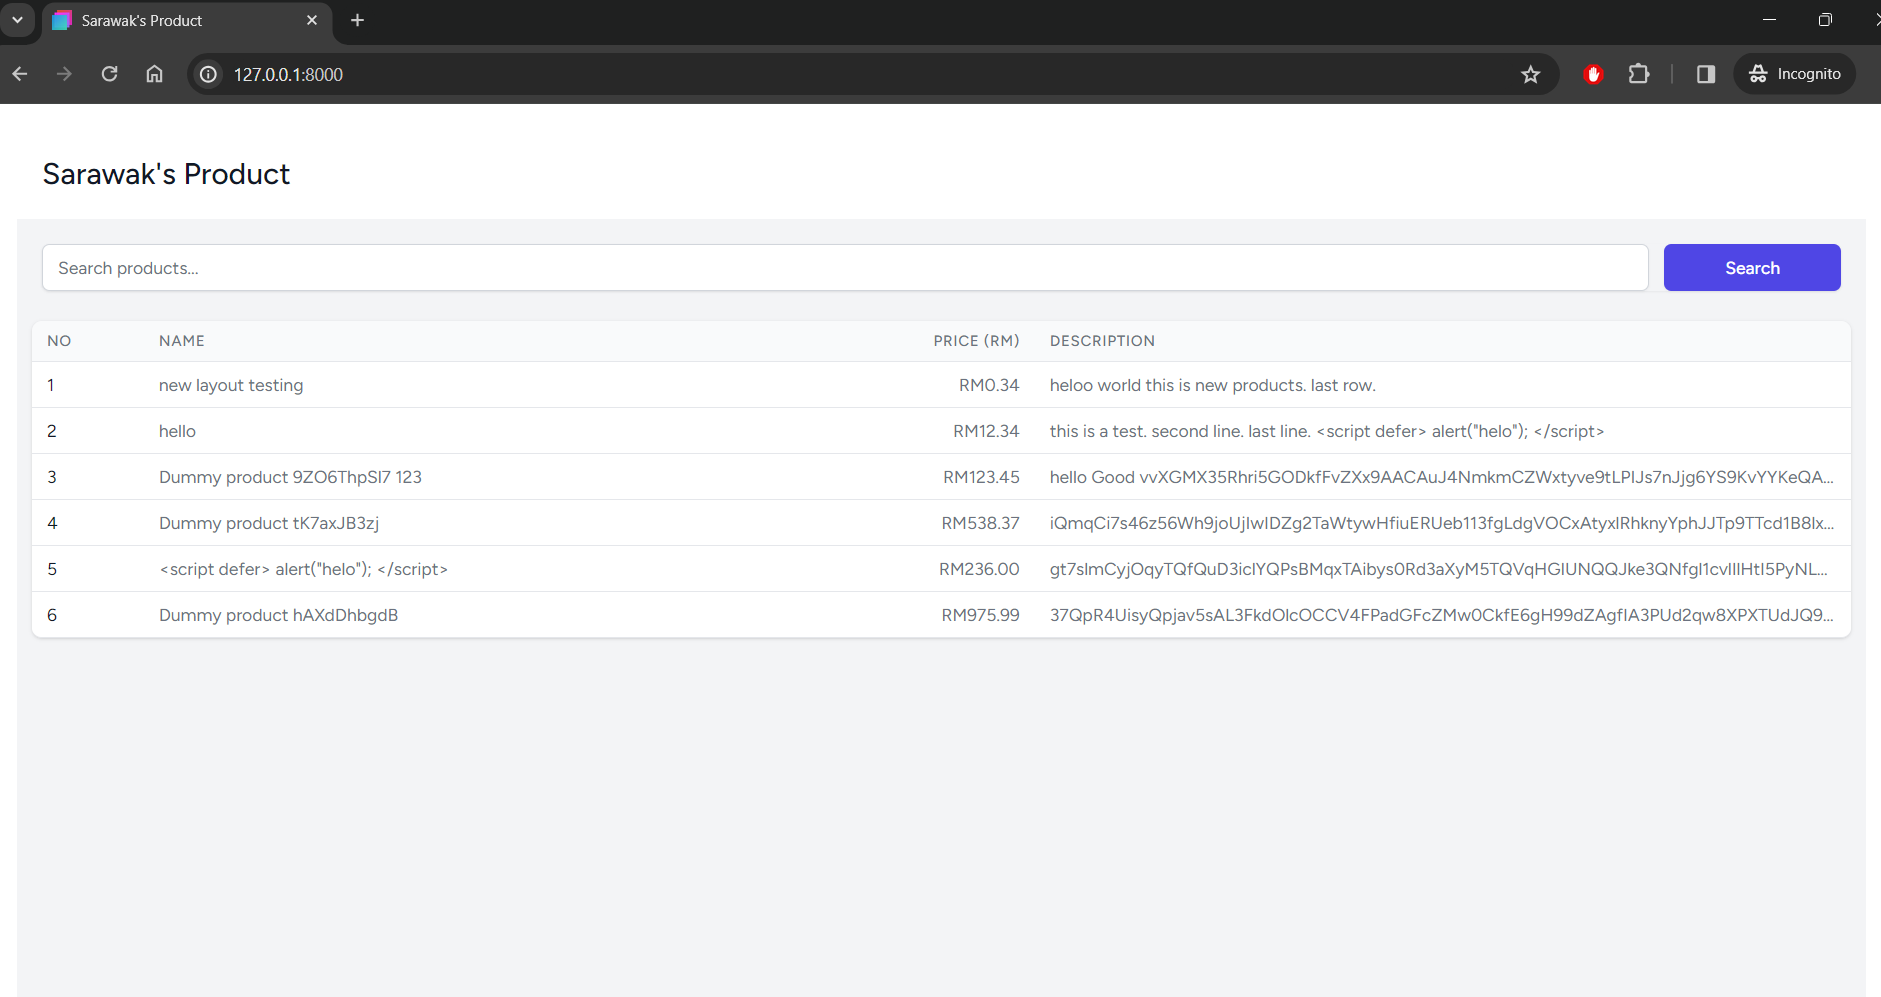 Sarawak's Product
127.0.0.1:8000
Incognito
Sarawak's Product
Search products...
Search
NO NAME PRICE (RM) DESCRIPTION
1 new layout testing RM0.34 heloo world this is new products. last row.
2 hello RM12.34 this is a test. second line. last line. <script defer> alert("helo"); </script>
3 Dummy product 9ZO6ThpSl7 123 RM123.45 hello Good vvXGMX35Rhri5GODkfFvZXx9AACAuJ4NmkmCZWxtyve9tLPIJs7nJjg6YS9KvYYKeQA...
4 Dummy product tK7axJB3zj RM538.37 iQmqCi7s46z56Wh9joUjIwIDZg2TaWtywHfiuERUeb113fgLdgVOCxAtyxlRhknyYphJJTp9TTcd1B8Ix...
5 <script defer> alert("helo"); </script> RM236.00 gt7slmCyjOqyTQfQuD3iclYQPsBMqxTAibys0Rd3aXyM5TQVqHGIUNQQJke3QNfgI1cvIIlHtI5PyNL...
6 Dummy product hAXdDhbgdB RM975.99 37QpR4UisyQpjav5sAL3FkdOlcOCCV4FPadGFcZMw0CkfE6gH99dZAgfIA3PUd2qw8XPXTUdJQ9...